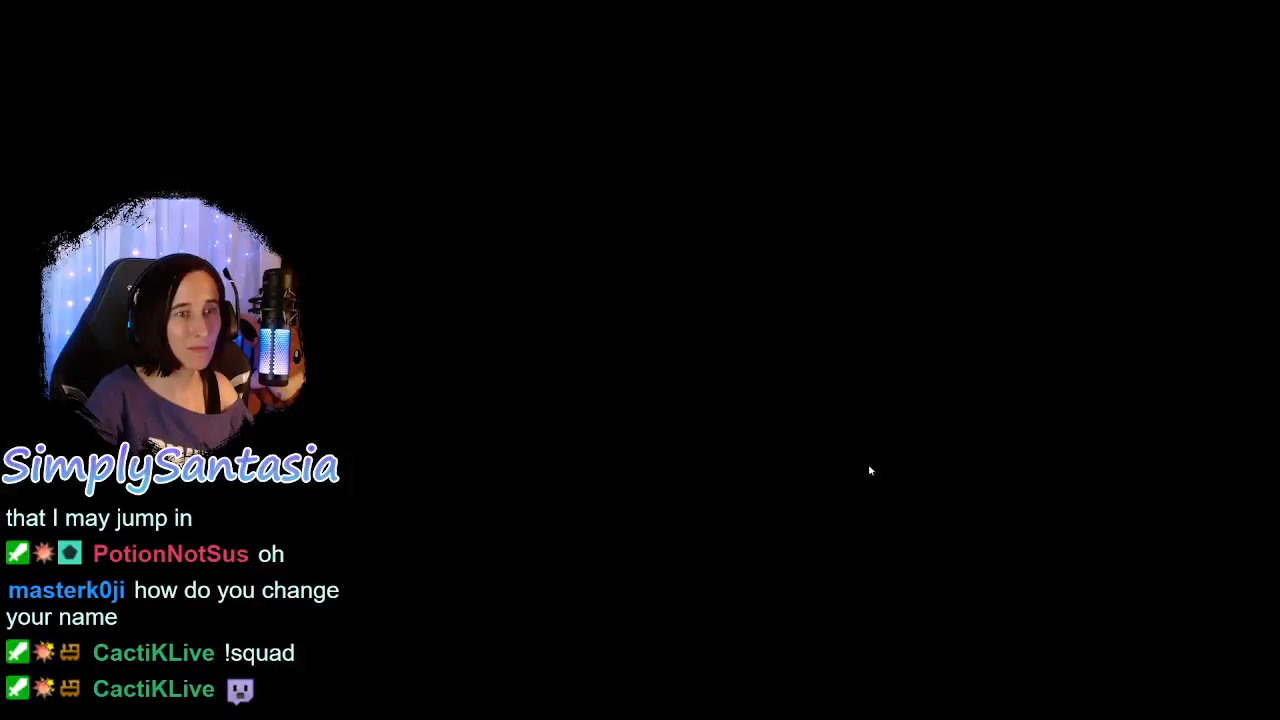 SimplySantasia
that I may jump in
PotionNotSus oh
masterk0ji how do you change
your name
CactiKLive !squad
CactiKLive